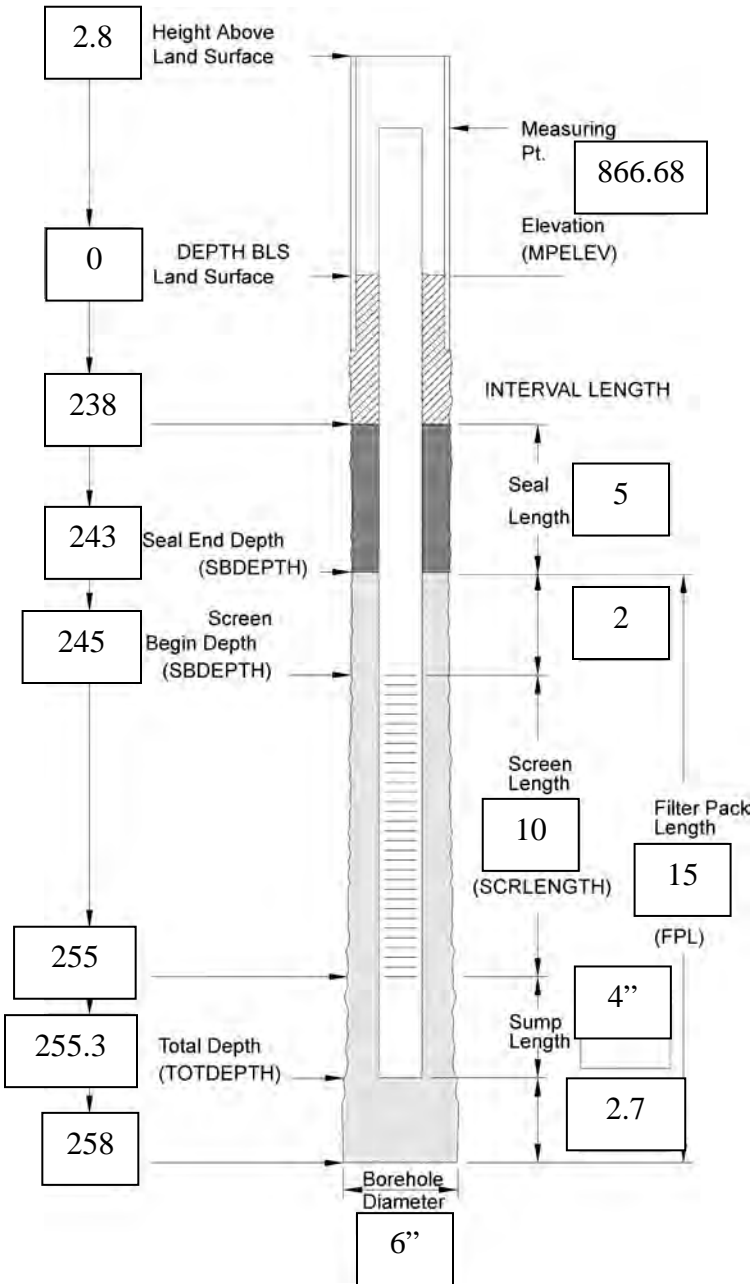 2.8
Height Above
Land Surface
Measuring
Pt.
866.68
Elevation
(MPELEV)
0
DEPTH BLS
Land Surface
238
INTERVAL LENGTH
Seal
Length
5
243
Seal End Depth
(SBDEPTH)
2
245
Screen
Begin Depth
(SBDEPTH)
Screen
Length
10
(SCRLENGTH)
Filter Pack
Length
15
(FPL)
255
4”
Sump
Length
255.3
Total Depth
(TOTDEPTH)
2.7
258
Borehole
Diameter
6”